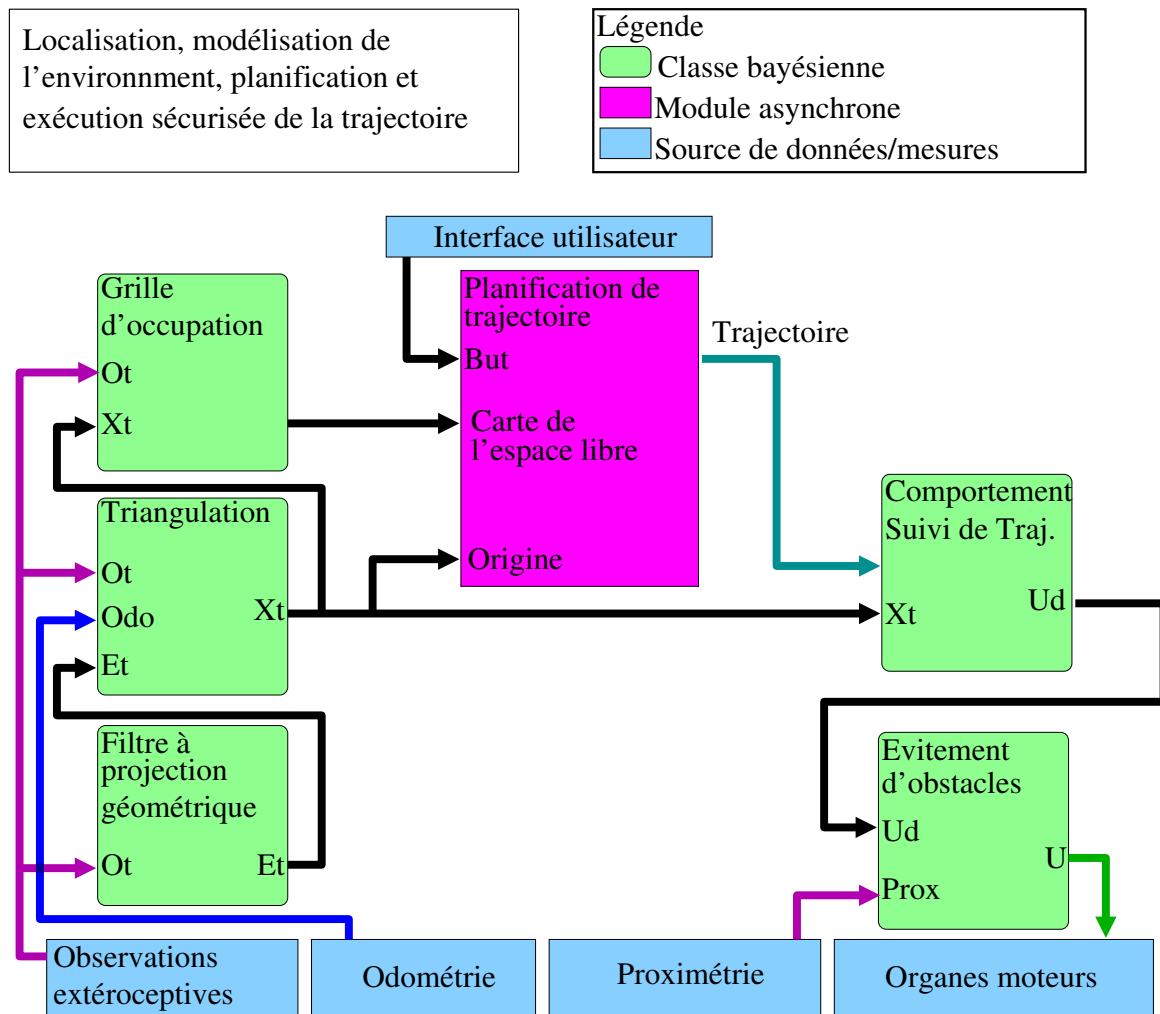 Localisation, modélisation de
l'environnment, planification et
exécution sécurisée de la trajectoire
Légende
Classe bayésienne
Module asynchrone
Source de données/mesures
Interface utilisateur
Grille
d'occupation
Ot
Xt
Planification de
trajectoire
But
Carte de
l'espace libre
Origine
Trajectoire
Triangulation
Ot
Odo
Et
Xt
Comportement
Suivi de Traj.
Xt
Ud
Filtre à
projection
géométrique
Ot
Et
Evitement
d'obstacles
Ud
Prox
U
Observations
extéroceptives
Odométrie
Proximétrie
Organes moteurs